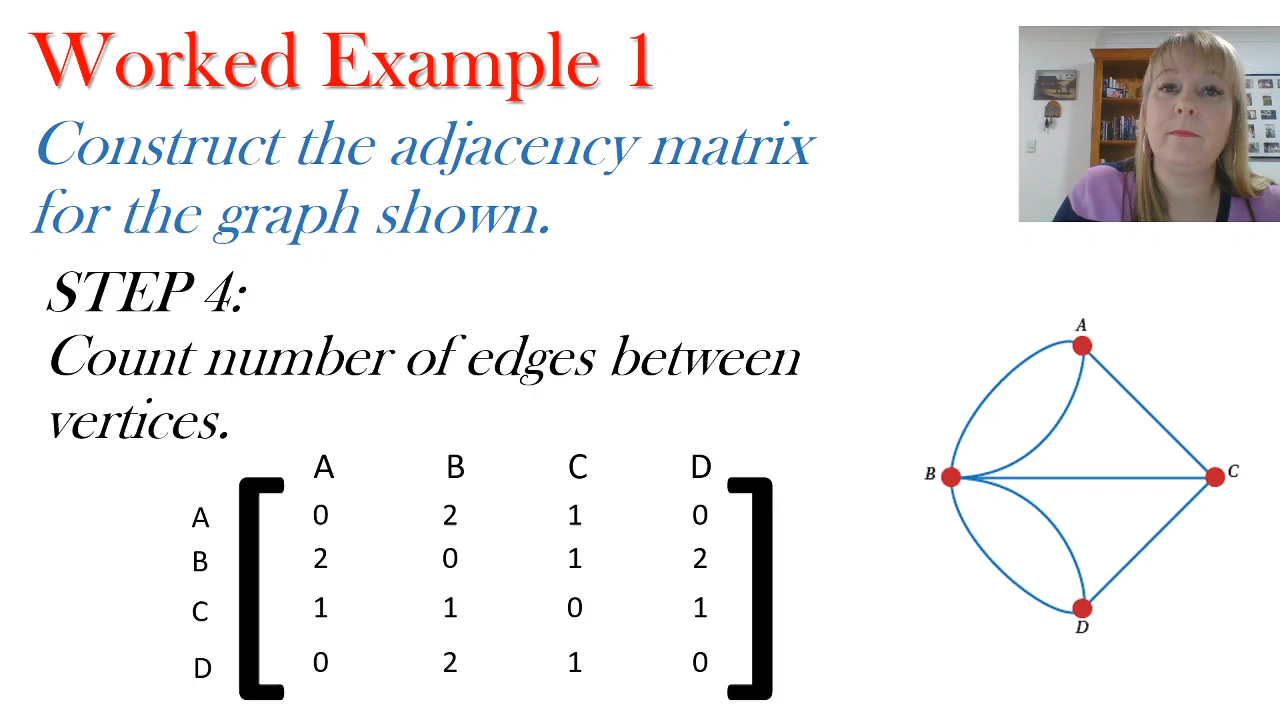 Worked Example 1
Construct the adjacency matrix
for the graph shown.
STEP 4:
Count number of edges between
vertices.
A B C D
A 0 2 1 0
B 2 0 1 2
C 1 1 0 1
D 0 2 1 0
A
B
C
D